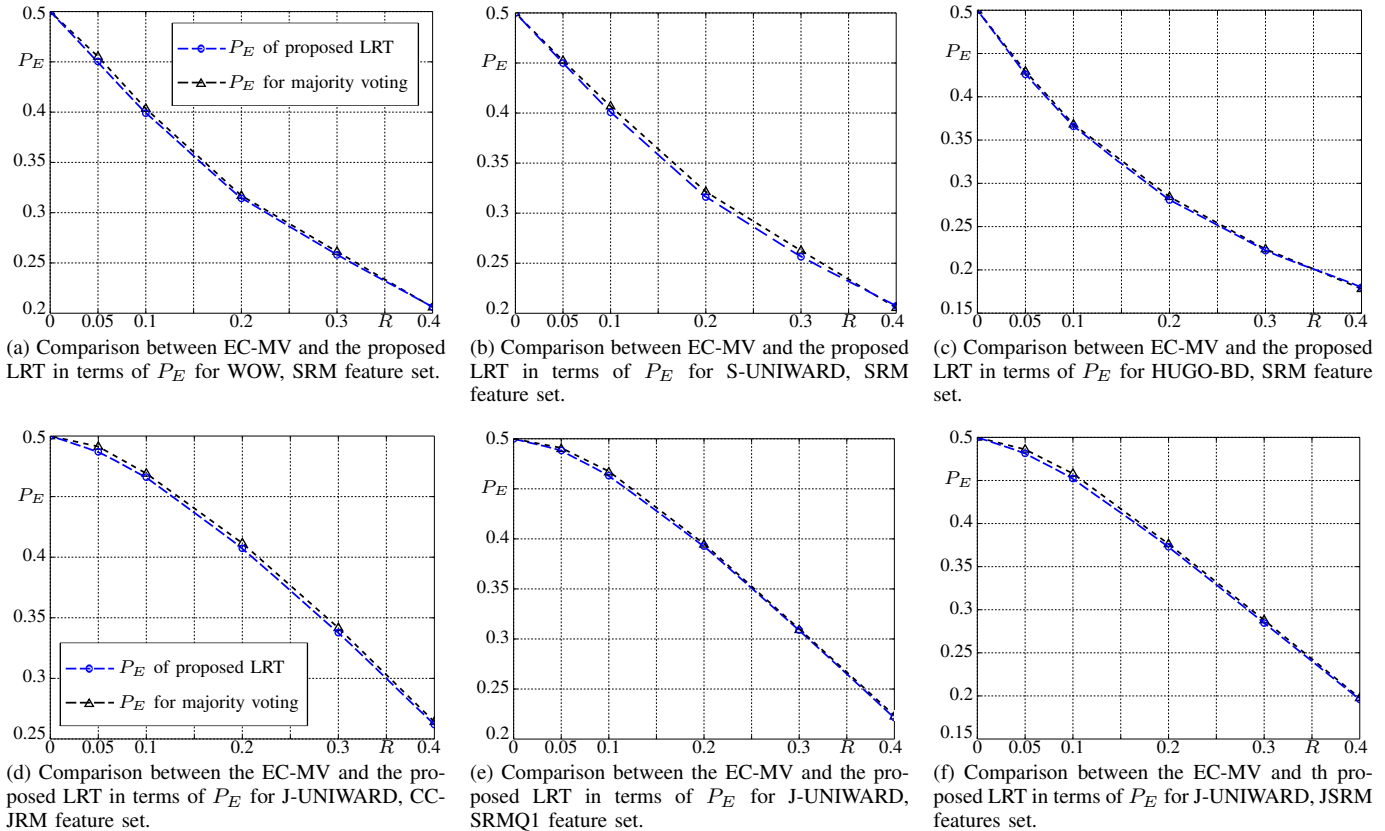 0.5
P_E
0.4
0.35
0.3
0.25
0.2
0 0.05 0.1 0.2 0.3 R 0.4
P_E of proposed LRT
P_E for majority voting
(a) Comparison between EC-MV and the proposed
LRT in terms of P_E for WOW, SRM feature set.
0.5
P_E
0.4
0.35
0.3
0.25
0.2
0 0.05 0.1 0.2 0.3 R 0.4
(b) Comparison between EC-MV and the proposed
LRT in terms of P_E for S-UNIWARD, SRM
feature set.
0.5
P_E
0.4
0.35
0.3
0.25
0.2
0.15
0 0.05 0.1 0.2 0.3 R 0.4
(c) Comparison between EC-MV and the proposed
LRT in terms of P_E for HUGO-BD, SRM feature
set.
0.5
P_E
0.4
0.35
0.3
0.25
0 0.05 0.1 0.2 0.3 R 0.4
P_E of proposed LRT
P_E for majority voting
(d) Comparison between the EC-MV and the pro-
posed LRT in terms of P_E for J-UNIWARD, CC-
JRM feature set.
0.5
P_E
0.4
0.35
0.3
0.25
0.2
0 0.05 0.1 0.2 0.3 R 0.4
(e) Comparison between the EC-MV and the pro-
posed LRT in terms of P_E for J-UNIWARD,
SRMQ1 feature set.
0.5
P_E
0.4
0.35
0.3
0.25
0.2
0.15
0 0.05 0.1 0.2 0.3 R 0.4
(f) Comparison between the EC-MV and th pro-
posed LRT in terms of P_E for J-UNIWARD, JSRM
features set.